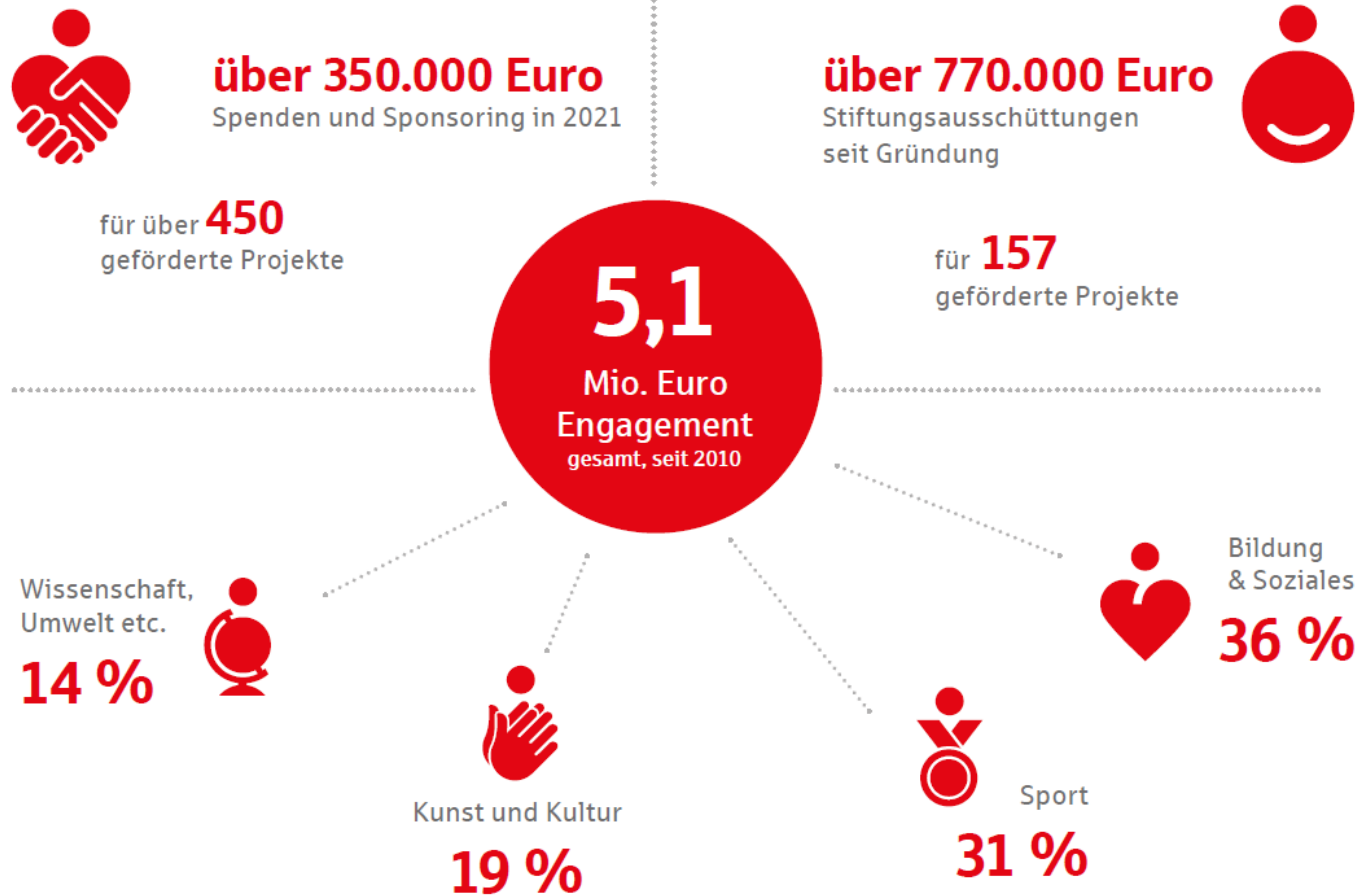 über 350.000 Euro
Spenden und Sponsoring in 2021
für über 450
geförderte Projekte
über 770.000 Euro
Stiftungsausschüttungen
seit Gründung
für 157
geförderte Projekte
5,1
Mio. Euro
Engagement
gesamt, seit 2010
Wissenschaft,
Umwelt etc.
14 %
Kunst und Kultur
19 %
Sport
31 %
Bildung
& Soziales
36 %